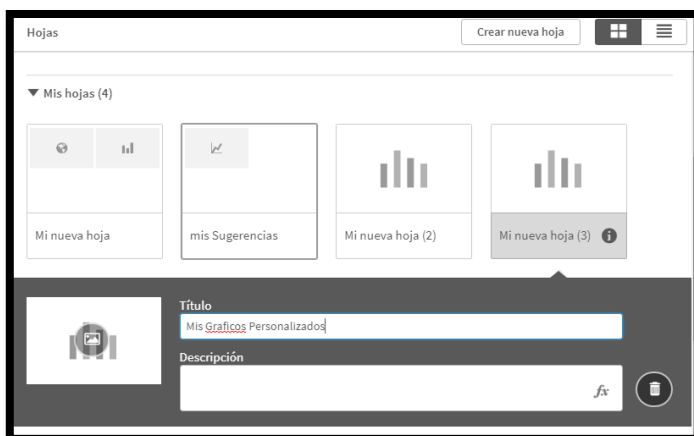 Hojas
Crear nueva hoja
Mis hojas (4)
Mi nueva hoja
mis Sugerencias
Mi nueva hoja (2)
Mi nueva hoja (3)
Título
Mis Graficos Personalizados
Descripción
fx